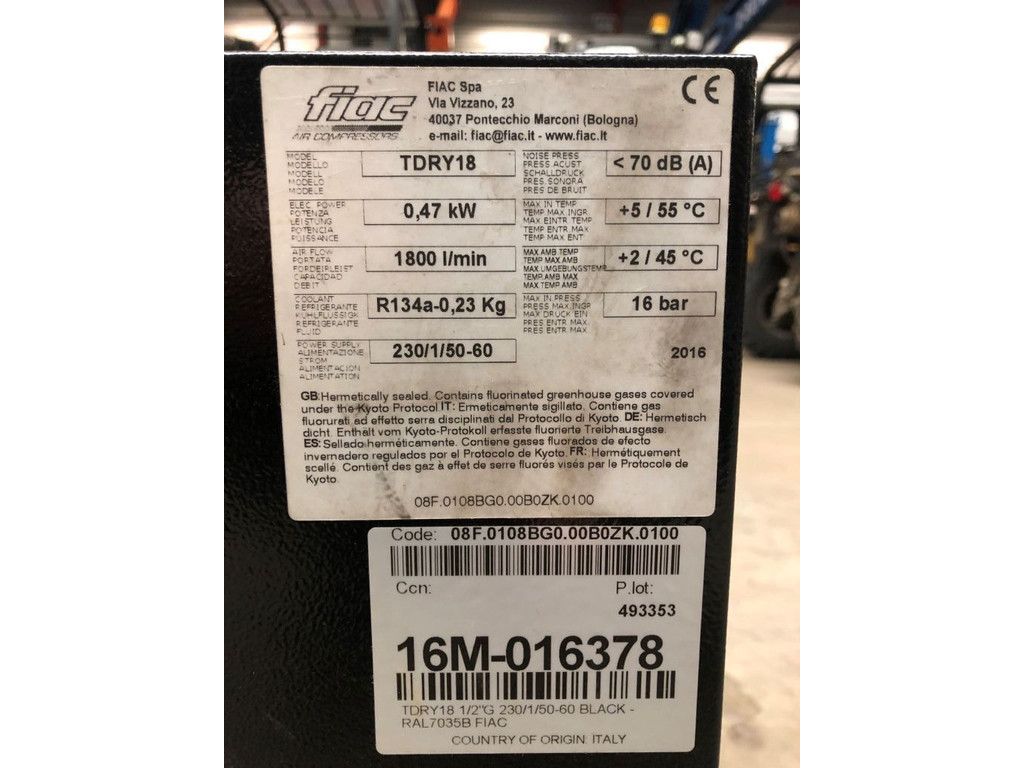 fiac
AIR COMPRESSORS
FIAC Spa
Via Vizzano, 23
40037 Pontecchio Marconi (Bologna)
e-mail: fiac@fiac.it - www.fiac.it
CE
MODEL
MODELLO
MODELL
MODELO
MODELE
TDRY18
NOISE PRESS
PRESS ACUST
SCHALLDRUCK
PRES SONORA
PRES DE BRUIT
< 70 dB (A)
ELEC POWER
POTENZA
LEISTUNG
POTENCIA
PUISSANCE
0,47 kW
MAX IN TEMP
TEMP MAX INGR
MAX EINTR TEMP
TEMP ENTR MAX
TEMP MAX ENT
+5 / 55 °C
AIR FLOW
PORTATA
FORDERLEIST
CAPACIDAD
DEBIT
1800 l/min
MAX AMB TEMP
TEMP MAX AMB
MAX UMGEBUNGSTEMP
TEMP AMB MAX
TEMP MAX AMB
+2 / 45 °C
COOLANT
REFRIGERANTE
KUHLFLUSSIGK
REFRIGERANTE
FLUID
R134a-0,23 Kg
MAX IN PRESS
PRESS MAX INGR
MAX DRUCK EIN
PRES ENTR MAX
PRES ENTR MAX
16 bar
POWER SUPPLY
ALIMENTAZIONE
STROM
ALIMENTACION
ALIMENTATION
230/1/50-60
2016
GB:Hermetically sealed. Contains fluorinated greenhouse gases covered
under the Kyoto Protocol IT: Ermeticamente sigillato. Contiene gas
fluorurati ad effetto serra disciplinati dal Protocollo di Kyoto DE: Hermetisch
dicht. Enthält vom Kyoto-Protokoll erfasste fluorierte Treibhausgase.
ES: Sellado herméticamente. Contiene gases fluorados de efecto
invernadero regulados por el Protocolo de Kyoto FR: Hermétiquement
scellé. Contient des gaz à effet de serre fluorés visés par le Protocole de
Kyoto
08F.0108BG0.00B0ZK.0100
Code: 08F.0108BG0.00B0ZK.0100
Ccn: P.lot:
493353
16M-016378
TDRY18 1/2"G 230/1/50-60 BLACK -
RAL7035B FIAC
COUNTRY OF ORIGIN: ITALY